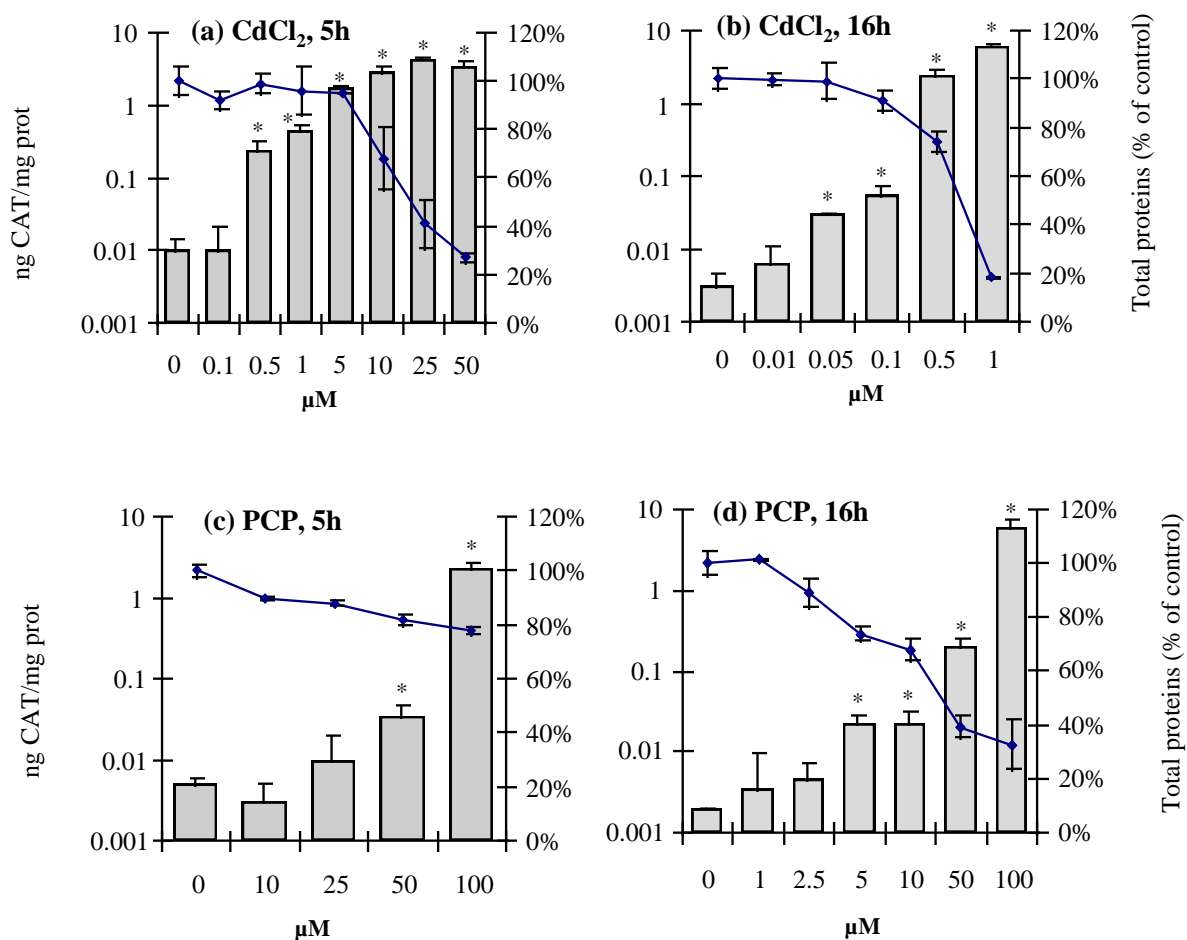 (a) CdCl₂, 5h
ng CAT/mg prot
10
1
0.1
0.01
0.001
120%
100%
80%
60%
40%
20%
0%
* * * * * *
0 0.1 0.5 1 5 10 25 50
µM
(b) CdCl₂, 16h
10
1
0.1
0.01
0.001
120%
100%
80%
60%
40%
20%
0%
Total proteins (% of control)
* * * *
0 0.01 0.05 0.1 0.5 1
µM
(c) PCP, 5h
ng CAT/mg prot
10
1
0.1
0.01
0.001
120%
100%
80%
60%
40%
20%
0%
* *
0 10 25 50 100
µM
(d) PCP, 16h
10
1
0.1
0.01
0.001
120%
100%
80%
60%
40%
20%
0%
Total proteins (% of control)
* * * *
0 1 2.5 5 10 50 100
µM